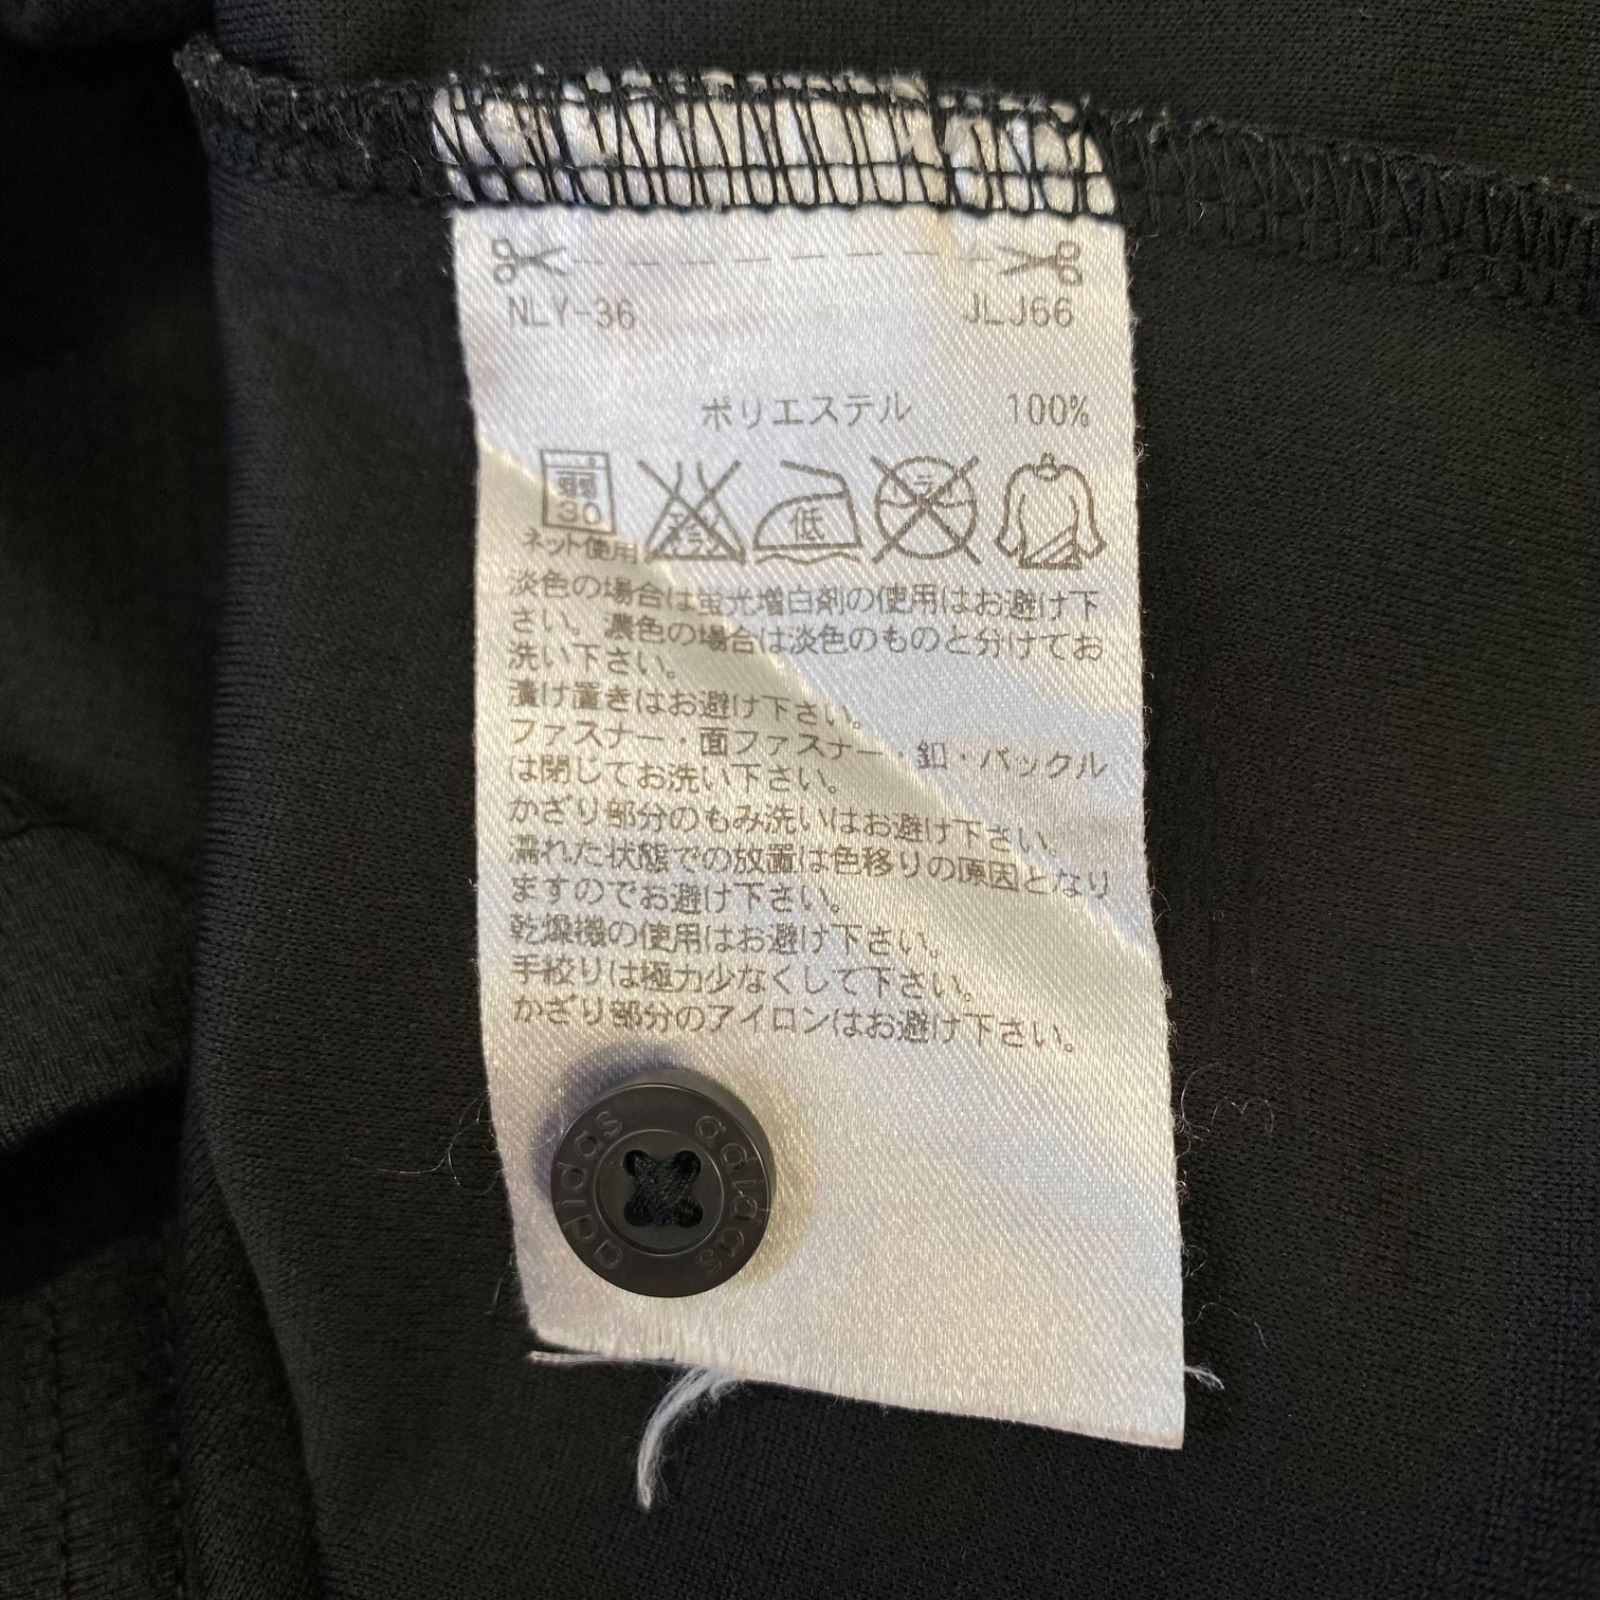 NLY-36 JLJ66
ポリエステル 100%
弱
30
ネット使用
エンソ
サラシ
低
ドライ
淡色の場合は蛍光増白剤の使用はお避け下
さい。濃色の場合は淡色のものと分けてお
洗い下さい。
漬け置きはお避け下さい。
ファスナー・面ファスナー・釦・バックル
は閉じてお洗い下さい。
かざり部分のもみ洗いはお避け下さい。
濡れた状態での放置は色移りの原因となり
ますのでお避け下さい。
乾燥機の使用はお避け下さい。
手絞りは極力少なくして下さい。
かざり部分のアイロンはお避け下さい。
adidas adidas